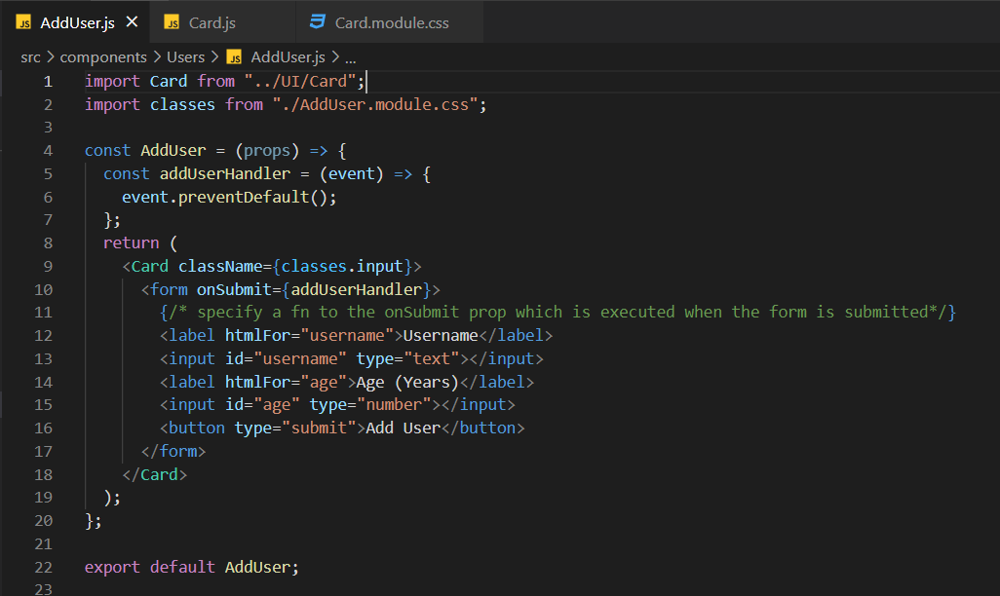 JS AddUser.js × JS Card.js Card.module.css
src > components > Users > JS AddUser.js > ...
1 import Card from "../UI/Card";
2 import classes from "./AddUser.module.css";
3
4 const AddUser = (props) => {
5   const addUserHandler = (event) => {
6     event.preventDefault();
7   };
8   return (
9     <Card className={classes.input}>
10       <form onSubmit={addUserHandler}>
11         {/* specify a fn to the onSubmit prop which is executed when the form is submitted*/}
12         <label htmlFor="username">Username</label>
13         <input id="username" type="text"></input>
14         <label htmlFor="age">Age (Years)</label>
15         <input id="age" type="number"></input>
16         <button type="submit">Add User</button>
17       </form>
18     </Card>
19   );
20 };
21
22 export default AddUser;
23